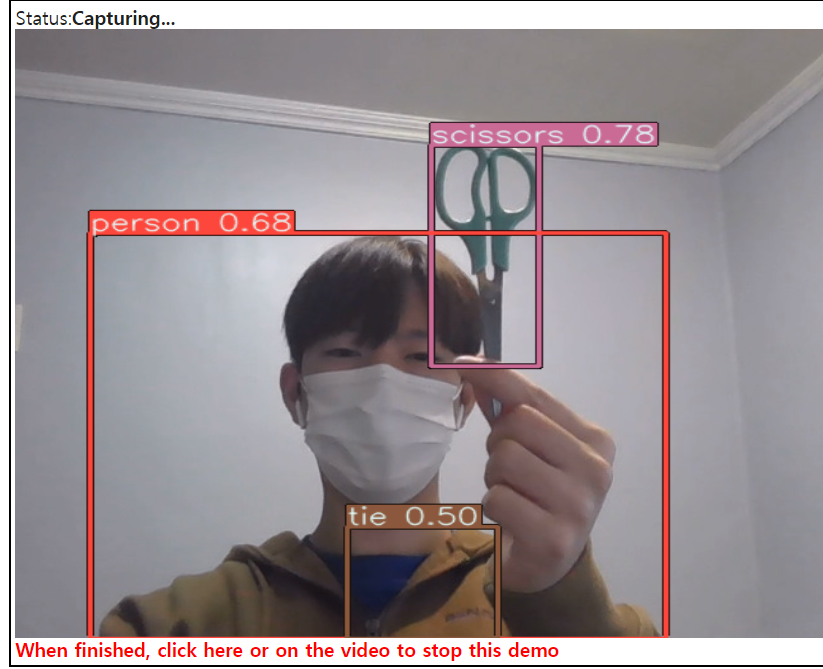 Status:Capturing...
scissors 0.78
person 0.68
tie 0.50
When finished, click here or on the video to stop this demo